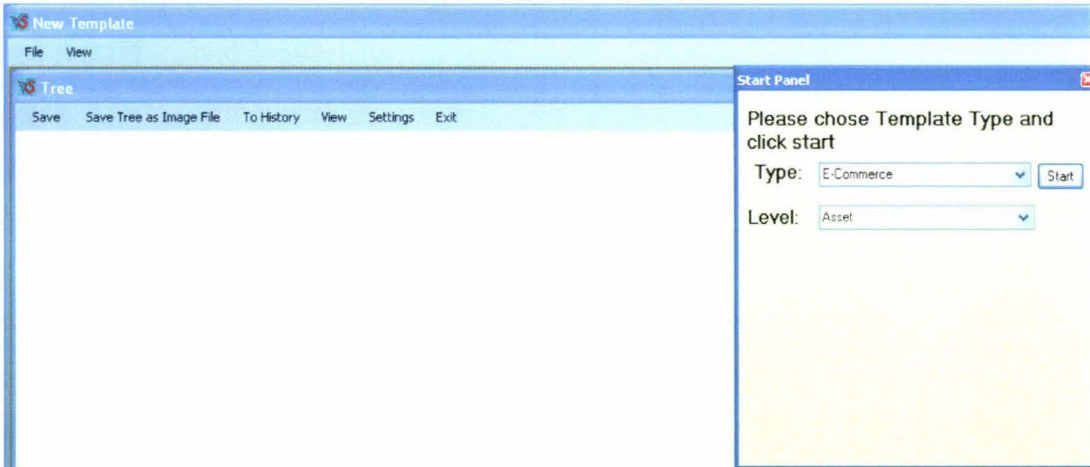 New Template
File View
Tree
Save Save Tree as Image File To History View Settings Exit
Start Panel
Please chose Template Type and
click start
Type: E-Commerce Start
Level: Asset